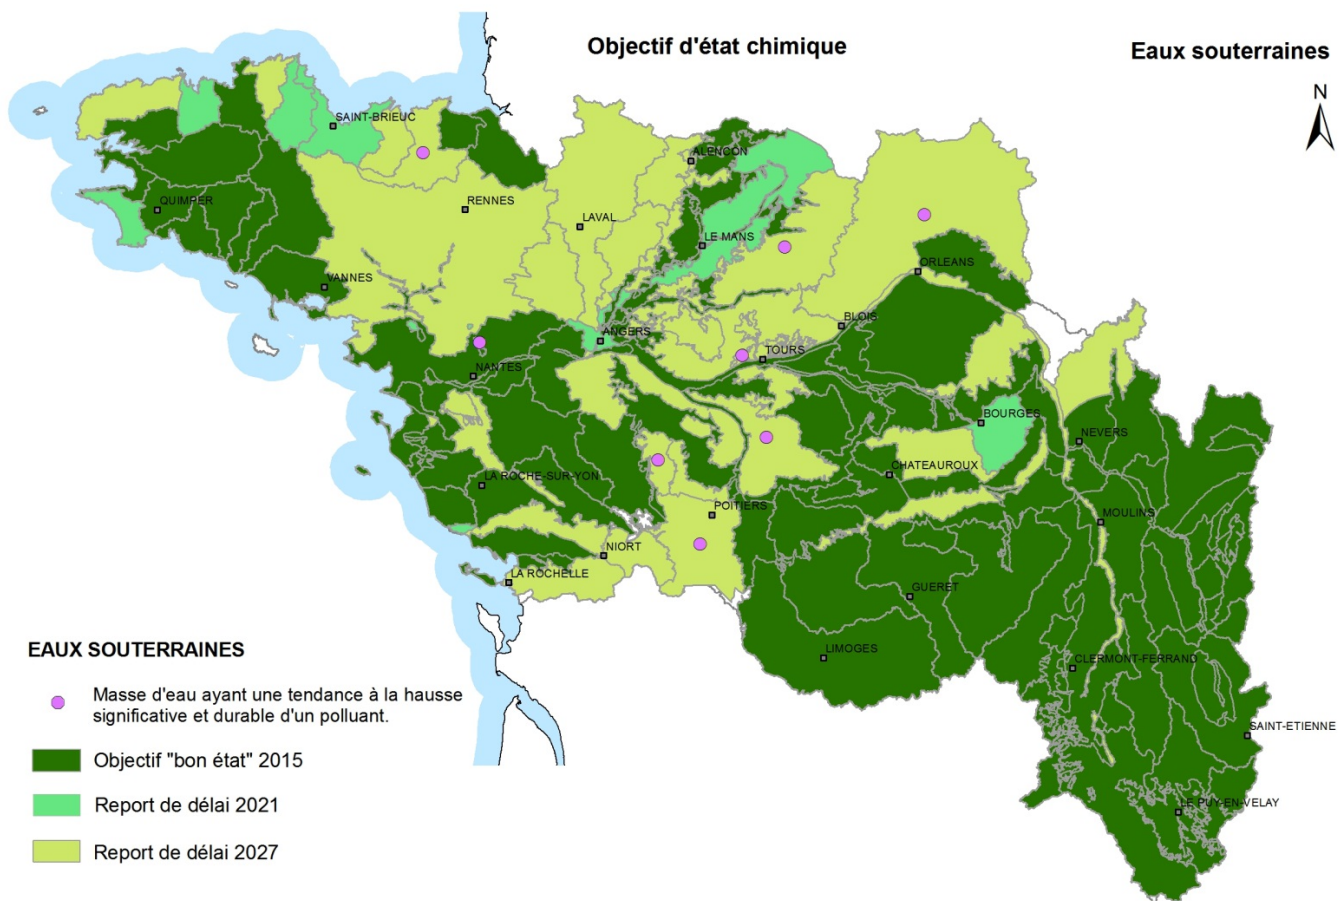 Objectif d'état chimique
Eaux souterraines
N
SAINT-BRIEUC
ALENCON
QUIMPER
RENNES
LAVAL
LE MANS
ORLEANS
VANNES
BLOIS
ANGERS
TOURS
NANTES
BOURGES
NEVERS
CHATEAUROUX
LA ROCHE-SUR-YON
POITIERS
MOULINS
NIORT
LA ROCHELLE
GUERET
LIMOGES
CLERMONT-FERRAND
SAINT-ETIENNE
LE PUY-EN-VELAY
EAUX SOUTERRAINES
Masse d'eau ayant une tendance à la hausse
significative et durable d'un polluant.
Objectif "bon état" 2015
Report de délai 2021
Report de délai 2027